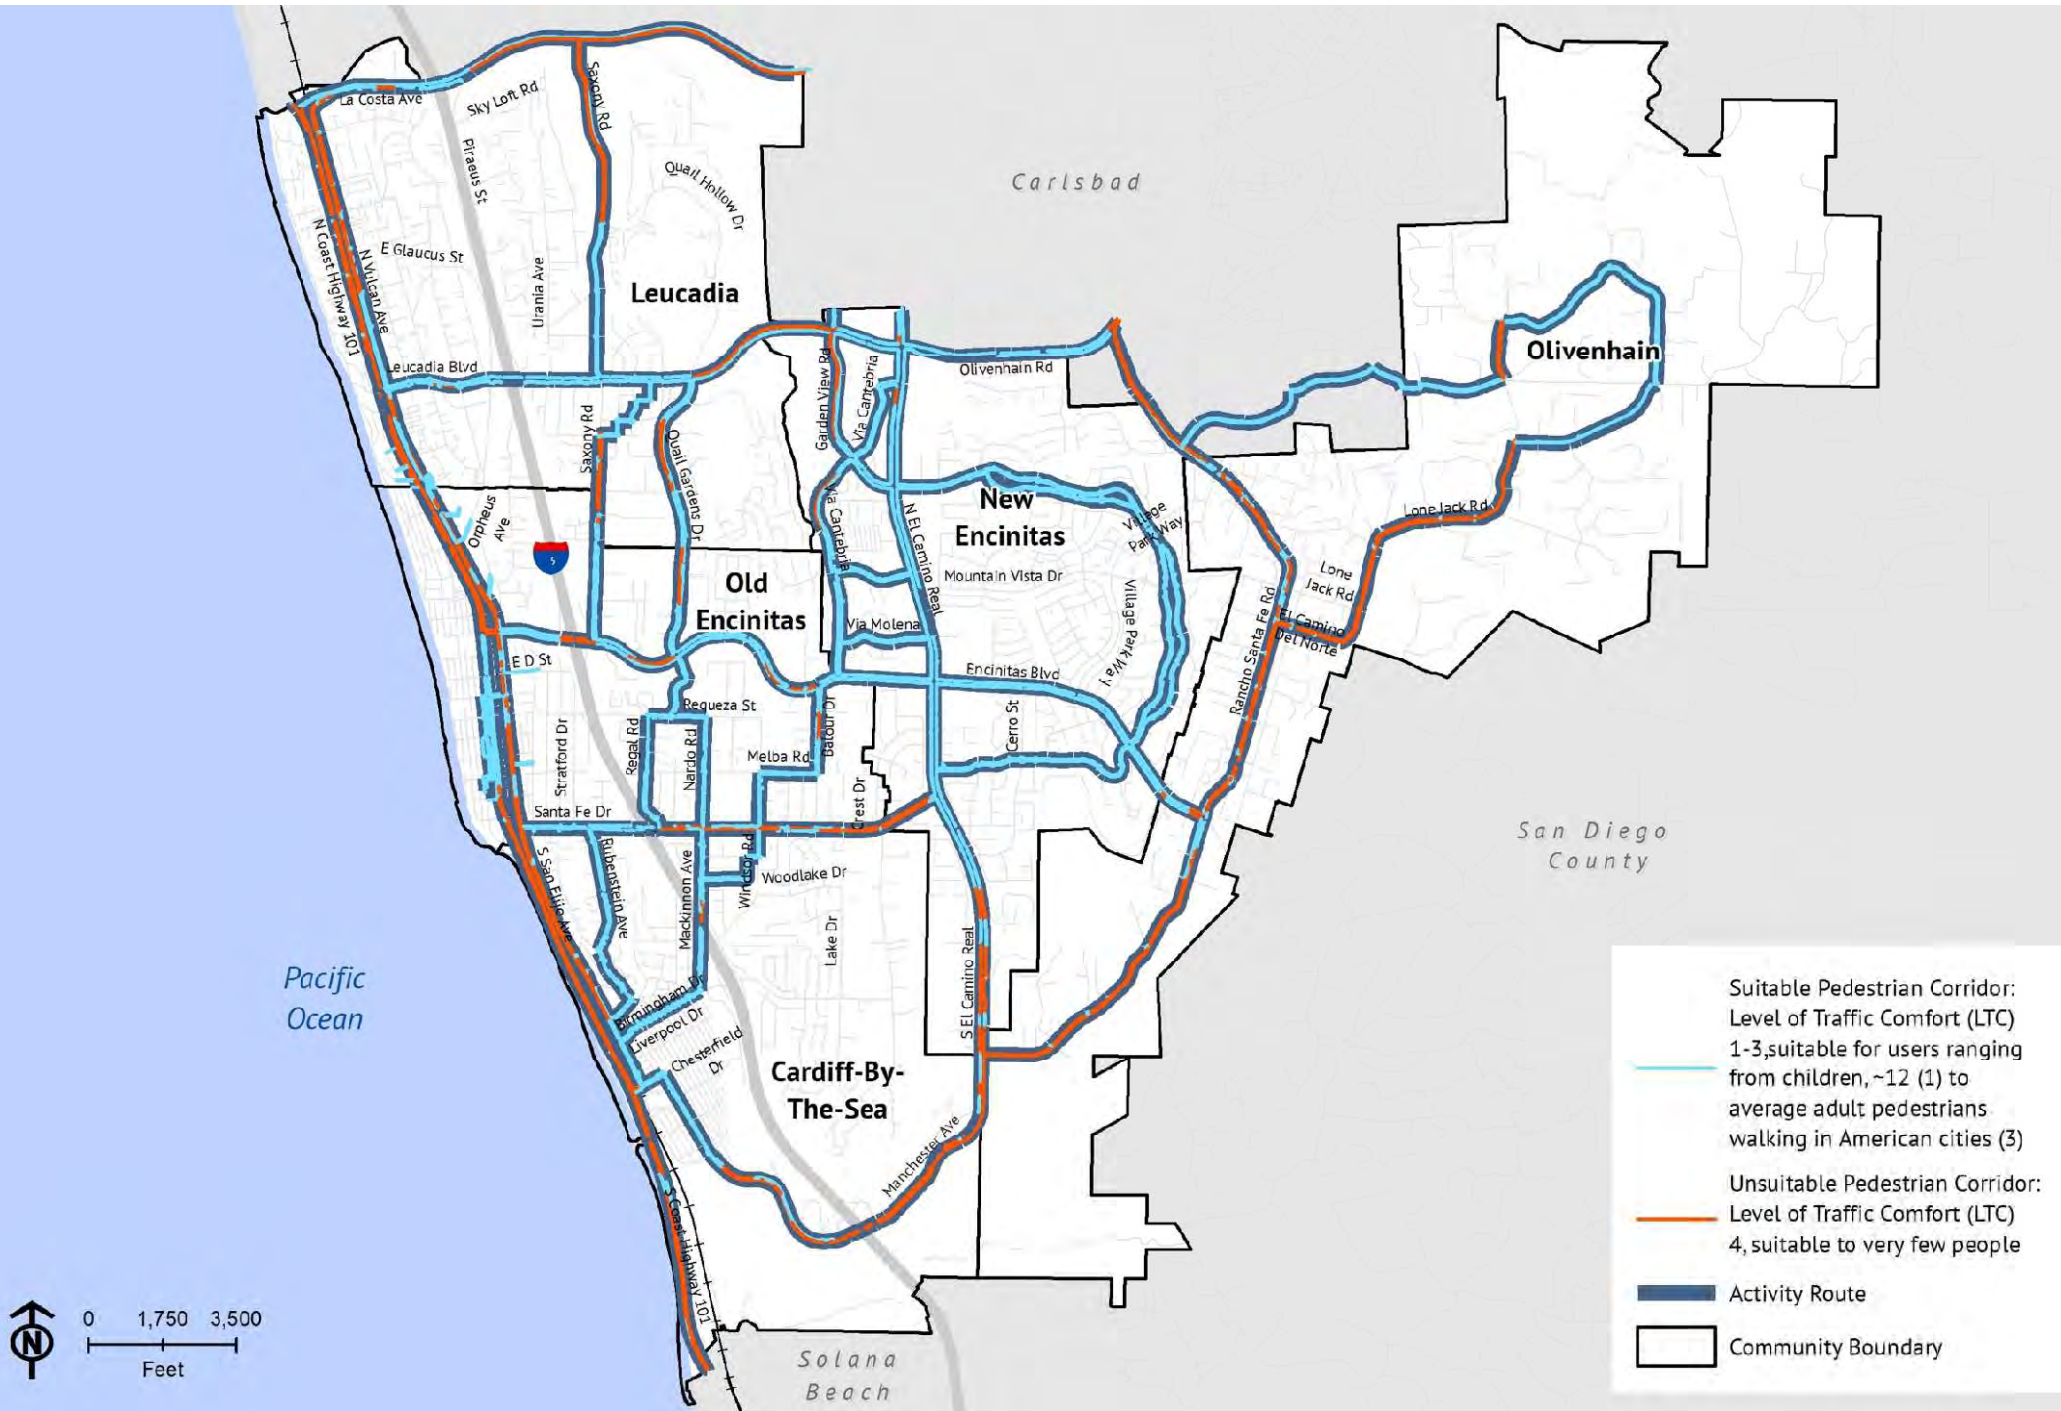 La Costa Ave
Sky Loft Rd
Saxony Rd
Piraeus St
Quail Hollow Dr
Carlsbad
N Coast Highway 101
N Vulcan Ave
E Glaucus St
Urania Ave
Leucadia
Leucadia Blvd
Garden View Rd
Via Cantebria
Olivenhain Rd
Olivenhain
Saxony Rd
Quail Gardens Dr
Orpheus
Ave
5
Via Cantebria
N El Camino Real
New
Encinitas
Village
Park Way
Lone Jack Rd
Mountain Vista Dr
Lone
Jack Rd
Old
Encinitas
Via Molena
Village Park Way
Rancho Santa Fe Rd
El Camino
Del Norte
E D St
Encinitas Blvd
Requeza St
Cerro St
Stratford Dr
Regal Rd
Nardo Rd
Balour Dr
Melba Rd
Santa Fe Dr
Crest Dr
San Diego
County
S San Elijo Ave
Rubenstein Ave
Mackinnon Ave
Windsor Rd
Woodlake Dr
Lake Dr
S El Camino Real
Pacific
Ocean
Birmingham Dr
Liverpool Dr
Chesterfield
Dr
Cardiff-By-
The-Sea
Manchester Ave
S Coast Highway 101
Solana
Beach
Suitable Pedestrian Corridor:
Level of Traffic Comfort (LTC)
1-3,suitable for users ranging
from children, ~12 (1) to
average adult pedestrians
walking in American cities (3)
Unsuitable Pedestrian Corridor:
Level of Traffic Comfort (LTC)
4, suitable to very few people
Activity Route
Community Boundary
N
0 1,750 3,500
Feet